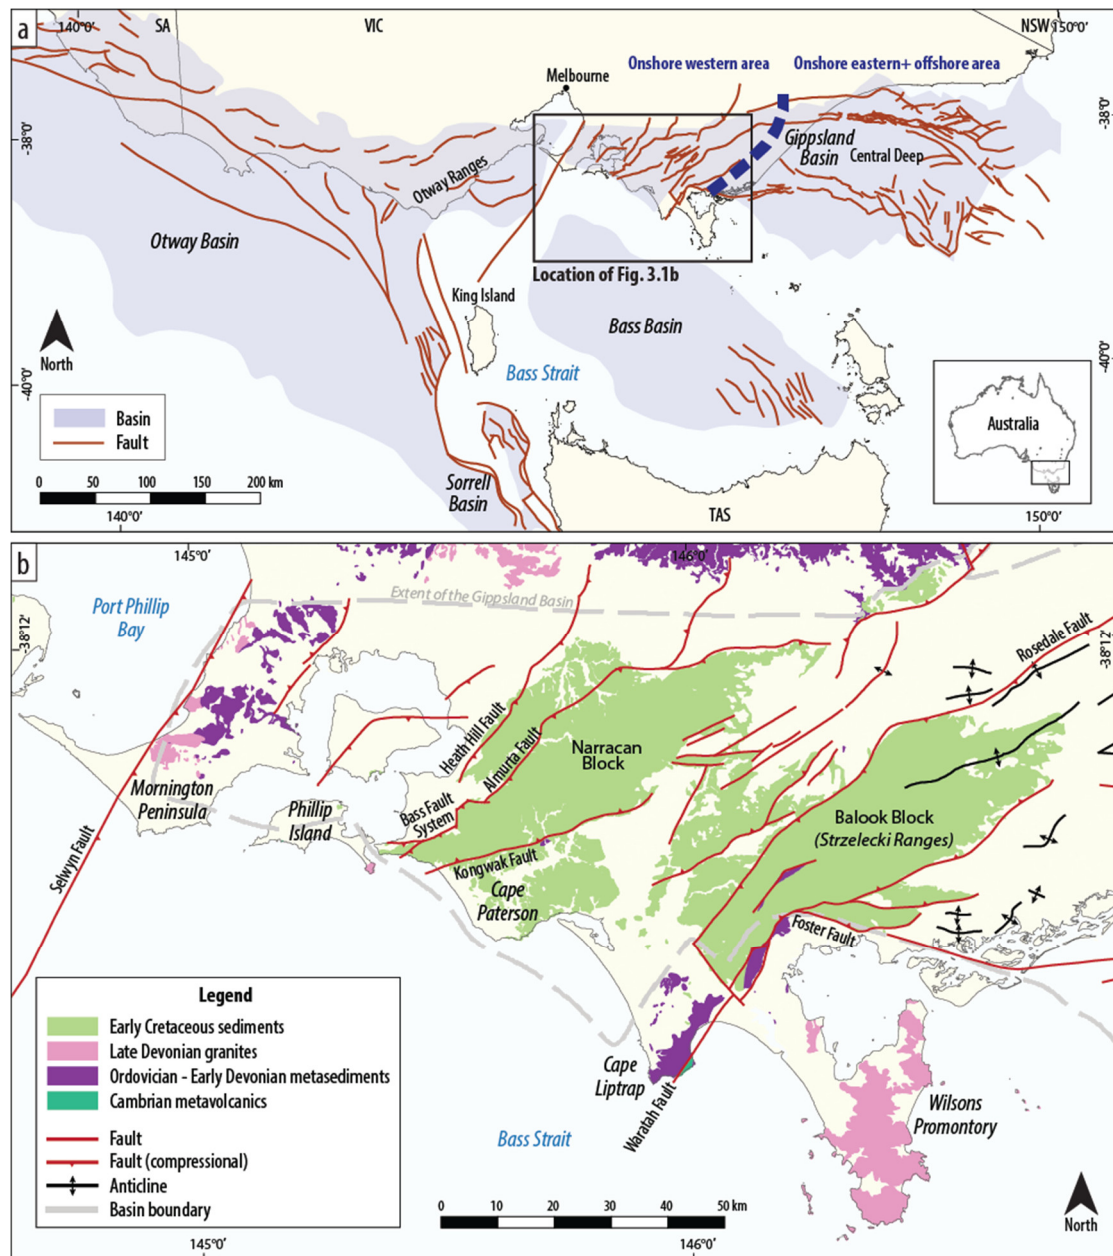 a
140°0'
SA
VIC
NSW
150°0'
Melbourne
Onshore western area
Onshore eastern+ offshore area
-38°0'
-38°0'
Gippsland
Basin
Central Deep
Otway Ranges
Otway Basin
Location of Fig. 3.1b
King Island
Bass Basin
North
Bass Strait
-40°0'
-40°0'
Basin
Fault
Australia
0 50 100 150 200 km
Sorrell
Basin
TAS
140°0'
150°0'
b
145°0'
146°0'
Port Phillip
Bay
Extent of the Gippsland Basin
-38°12'
-38°12'
Rosedale Fault
Heath Hill Fault
Almurta Fault
Narracan
Block
Mornington
Peninsula
Phillip
Island
Bass Fault
System
Balook Block
(Strzelecki Ranges)
Selwyn Fault
Kongwak Fault
Cape
Paterson
Foster Fault
Legend
Early Cretaceous sediments
Late Devonian granites
Ordovician - Early Devonian metasediments
Cambrian metavolcanics
Fault
Fault (compressional)
Anticline
Basin boundary
Cape
Liptrap
Waratah Fault
Wilsons
Promontory
Bass Strait
0 10 20 30 40 50 km
North
145°0'
146°0'